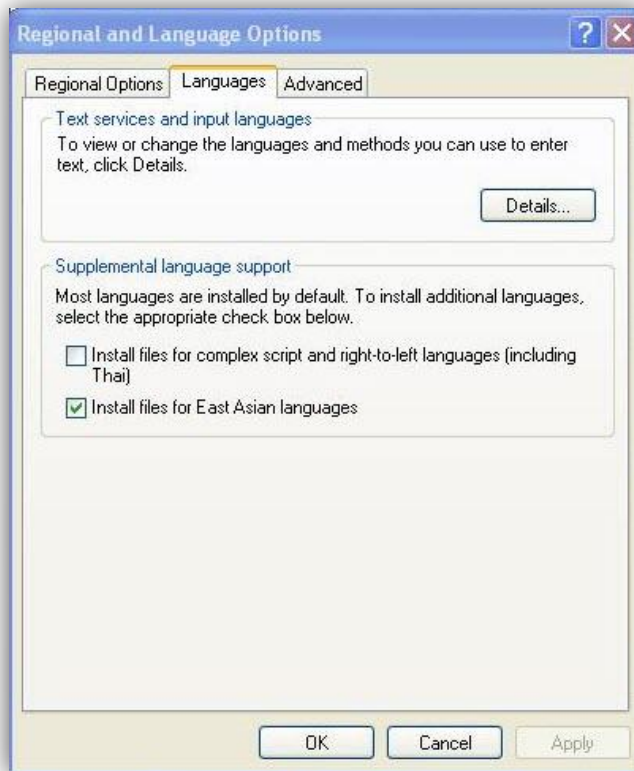 Regional and Language Options
Regional Options Languages Advanced
Text services and input languages
To view or change the languages and methods you can use to enter
text, click Details.
Details...
Supplemental language support
Most languages are installed by default. To install additional languages,
select the appropriate check box below.
Install files for complex script and right-to-left languages (including
Thai)
Install files for East Asian languages
OK Cancel Apply